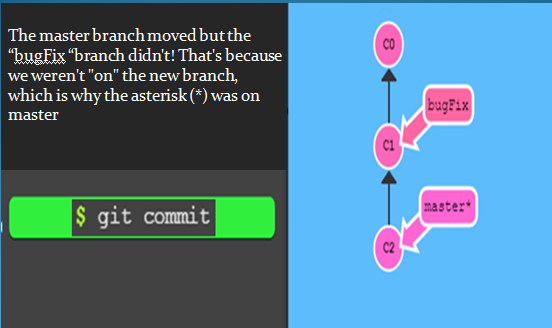 The master branch moved but the
“bugFix “branch didn't! That's because
we weren't "on" the new branch,
which is why the asterisk (*) was on
master
$ git commit
C0
bugFix
C1
master*
C2